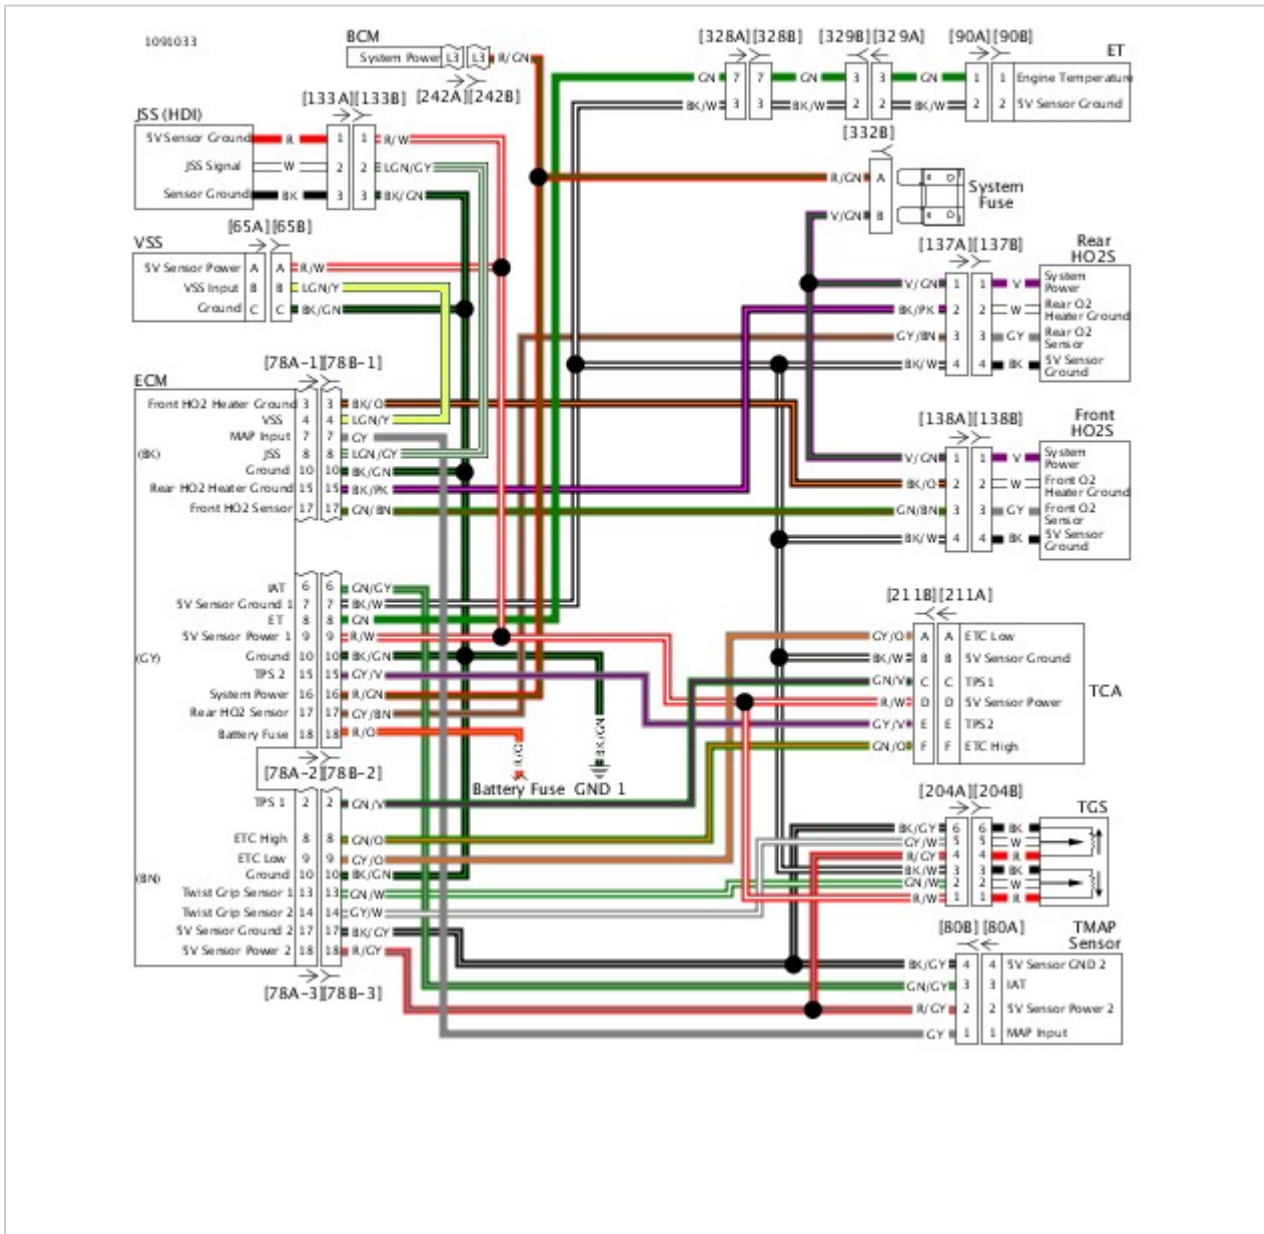 1091033
BCM
System Power L3 L3 R/GN
[242A][242B]
[328A][328B] [329B][329A] [90A][90B]
ET
GN 7 7 GN 3 3 GN 1 1 Engine Temperature
BK/W 3 3 BK/W 2 2 BK/W 2 2 5V Sensor Ground
[133A][133B]
JSS (HDI)
5V Sensor Ground R 1 1 R/W
JSS Signal W 2 2 LGN/GY
Sensor Ground BK 3 3 BK/GN
[332B]
R/GN A
V/GN B
System
Fuse
[65A][65B]
VSS
5V Sensor Power A A R/W
VSS Input B B LGN/Y
Ground C C BK/GN
[137A][137B]
Rear
HO2S
V/GN 1 1 V System
Power
BK/PK 2 2 W Rear O2
Heater Ground
GY/BN 3 3 GY Rear O2
Sensor
BK/W 4 4 BK 5V Sensor
Ground
[78A-1][78B-1]
ECM
Front HO2 Heater Ground 3 3 BK/O
VSS 4 4 LGN/Y
MAP Input 7 7 GY
(BK)
JSS 8 8 LGN/GY
Ground 10 10 BK/GN
Rear HO2 Heater Ground 15 15 BK/PK
Front HO2 Sensor 17 17 GN/BN
[138A][138B]
Front
HO2S
V/GN 1 1 V System
Power
BK/O 2 2 W Front O2
Heater Ground
GN/BN 3 3 GY Front O2
Sensor
BK/W 4 4 BK 5V Sensor
Ground
IAT 6 6 GN/GY
5V Sensor Ground 1 7 7 BK/W
ET 8 8 GN
5V Sensor Power 1 9 9 R/W
(GY)
Ground 10 10 BK/GN
TPS 2 15 15 GY/V
System Power 16 16 R/GN
Rear HO2 Sensor 17 17 GY/BN
Battery Fuse 18 18 R/O
[78A-2][78B-2]
R/O
BK/GN
Battery Fuse GND 1
[211B][211A]
GY/O A A ETC Low
BK/W B B 5V Sensor Ground
GN/V C C TPS1
R/W D D 5V Sensor Power
GY/V E E TPS2
GN/O F F ETC High
TCA
TPS 1 2 2 GN/V
ETC High 8 8 GN/O
ETC Low 9 9 GY/O
Ground 10 10 BK/GN
(BN)
Twist Grip Sensor 1 13 13 GN/W
Twist Grip Sensor 2 14 14 GY/W
5V Sensor Ground 2 17 17 BK/GY
5V Sensor Power 2 18 18 R/GY
[78A-3][78B-3]
[204A][204B]
TGS
BK/GY 6 6 BK
GY/W 5 5 W
R/GY 4 4 R
BK/W 3 3 BK
GN/W 2 2 W
R/W 1 1 R
[80B][80A]
TMAP
Sensor
BK/GY 4 4 5V Sensor GND 2
GN/GY 3 3 IAT
R/GY 2 2 5V Sensor Power 2
GY 1 1 MAP Input